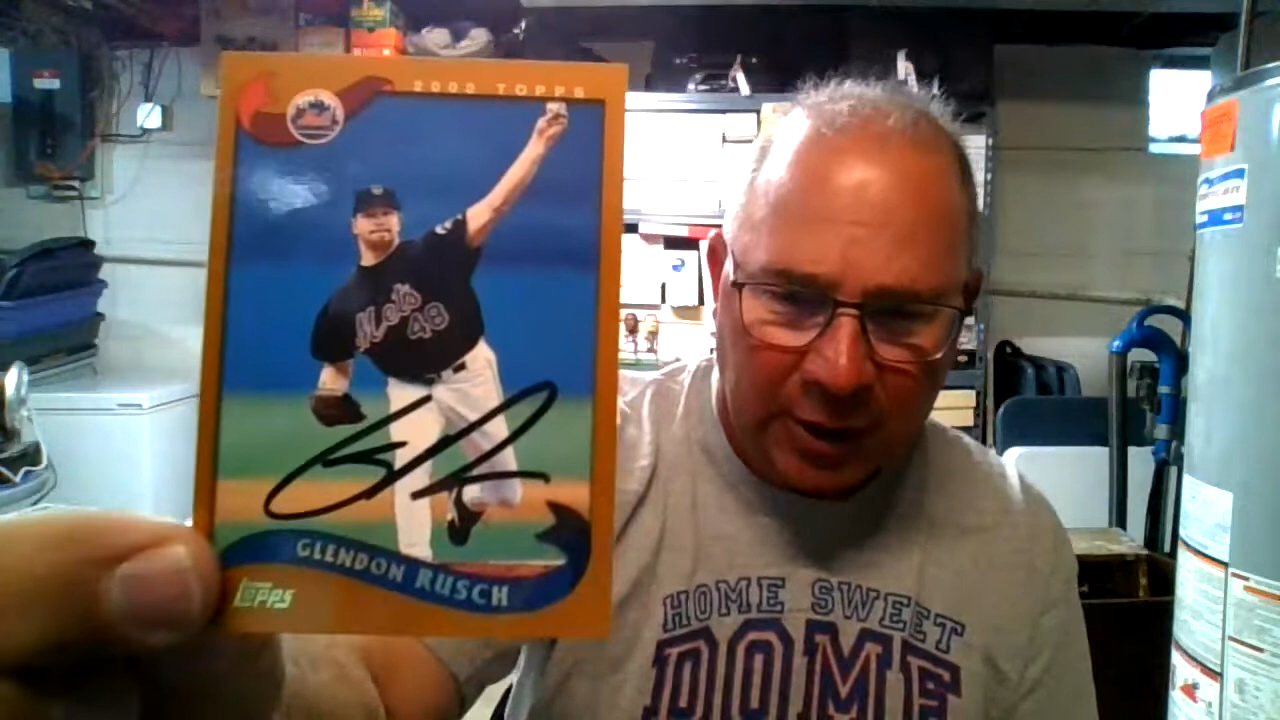 2002 TOPPS
Mets
48
GLENDON RUSCH
Topps
HOME SWEET
DOME